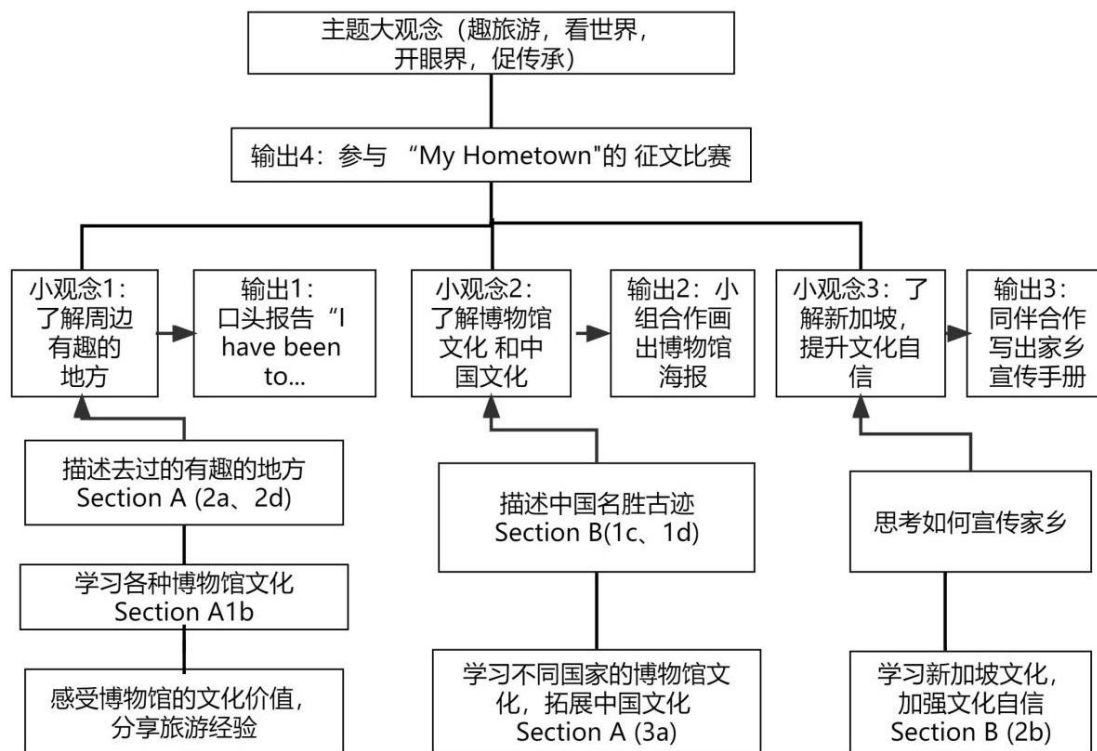 主题大观念（趣旅游，看世界，
开眼界，促传承）
输出4：参与 “My Hometown"的 征文比赛
小观念1：
了解周边
有趣的
地方
输出1：
口头报告“I
have been
to...
小观念2：
了解博物馆
文化 和中
国文化
输出2：小
组合作画
出博物馆
海报
小观念3：了
解新加坡，
提升文化自
信
输出3：
同伴合作
写出家乡
宣传手册
描述去过的有趣的地方
Section A (2a、2d)
描述中国名胜古迹
Section B(1c、1d)
思考如何宣传家乡
学习各种博物馆文化
Section A1b
感受博物馆的文化价值，
分享旅游经验
学习不同国家的博物馆文
化，拓展中国文化
Section A (3a)
学习新加坡文化，
加强文化自信
Section B (2b)